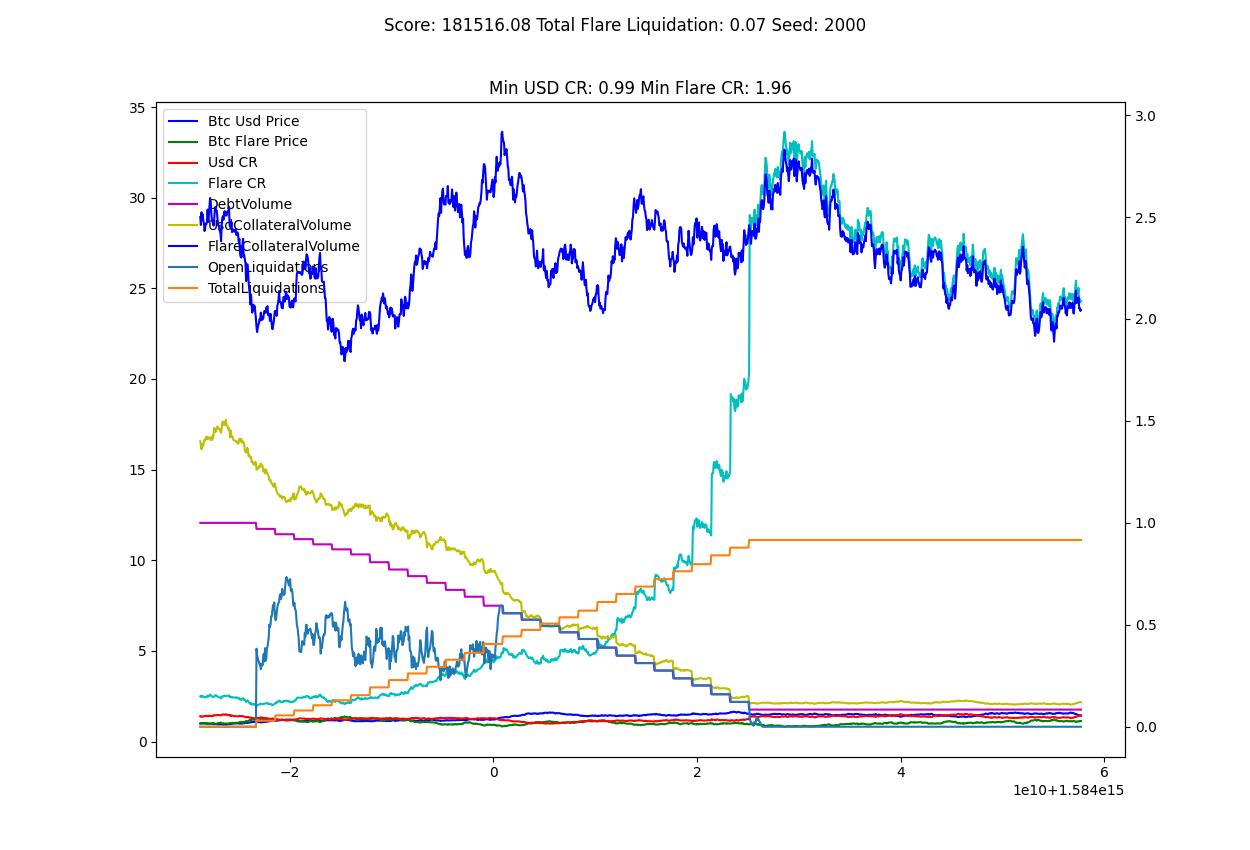 Score: 181516.08 Total Flare Liquidation: 0.07 Seed: 2000
Min USD CR: 0.99 Min Flare CR: 1.96
35
30
25
20
15
10
5
0
Btc Usd Price
Btc Flare Price
Usd CR
Flare CR
DebtVolume
UsdCollateralVolume
FlareCollateralVolume
OpenLiquidations
TotalLiquidations
3.0
2.5
2.0
1.5
1.0
0.5
0.0
−2 0 2 4 6
1e10+1.584e15